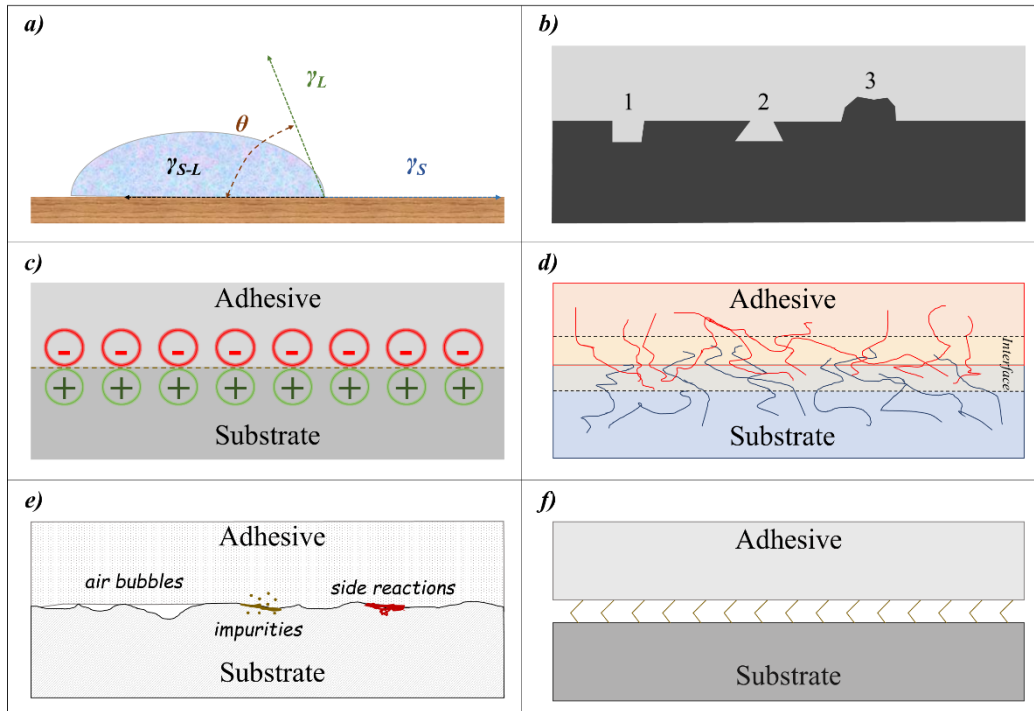 a)
γL
θ
γS-L
γS
b)
1
2
3
c)
Adhesive
- - - - - - - -
+ + + + + + + +
Substrate
d)
Adhesive
Interface
Substrate
e)
Adhesive
air bubbles
side reactions
impurities
Substrate
f)
Adhesive
Substrate